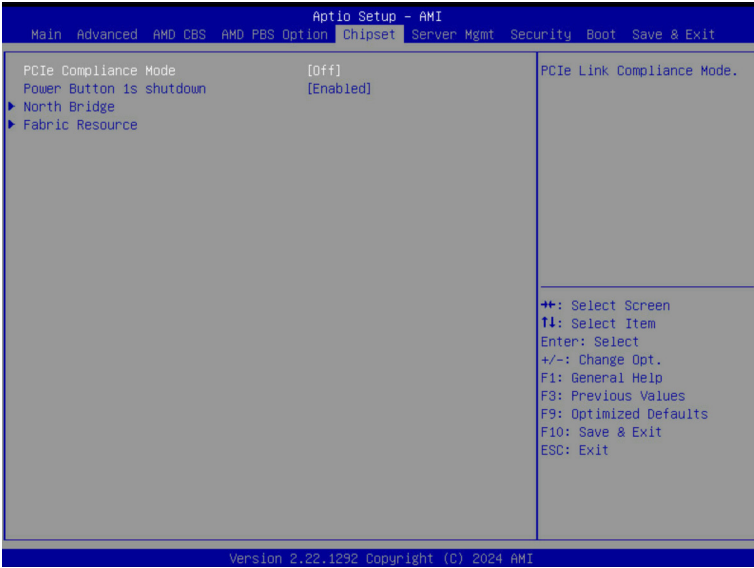 Aptio Setup – AMI
Main Advanced AMD CBS AMD PBS Option Chipset Server Mgmt Security Boot Save & Exit
PCIe Compliance Mode [Off]
Power Button 1s shutdown [Enabled]
▶ North Bridge
▶ Fabric Resource
PCIe Link Compliance Mode.
→←: Select Screen
↑↓: Select Item
Enter: Select
+/-: Change Opt.
F1: General Help
F3: Previous Values
F9: Optimized Defaults
F10: Save & Exit
ESC: Exit
Version 2.22.1292 Copyright (C) 2024 AMI